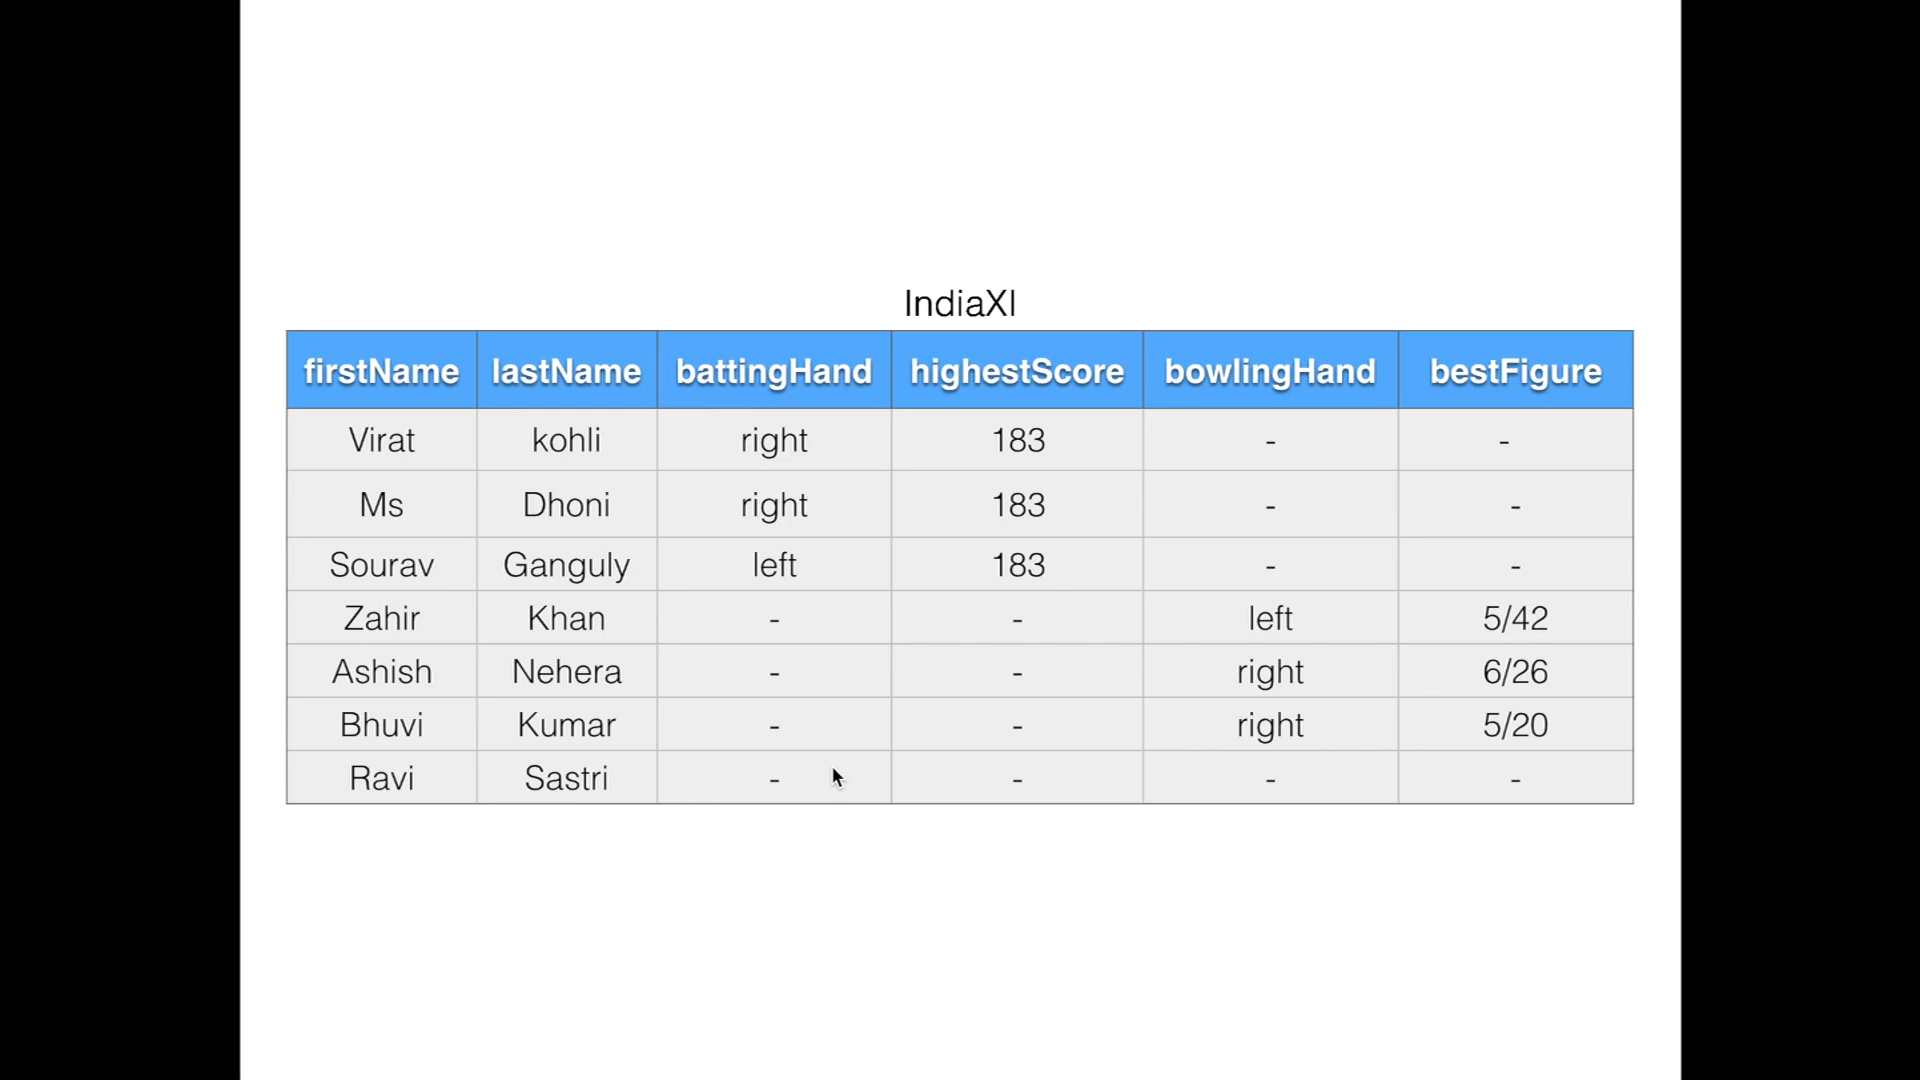 IndiaXI
firstName lastName battingHand highestScore bowlingHand bestFigure
Virat kohli right 183 - -
Ms Dhoni right 183 - -
Sourav Ganguly left 183 - -
Zahir Khan - - left 5/42
Ashish Nehera - - right 6/26
Bhuvi Kumar - - right 5/20
Ravi Sastri - - - -